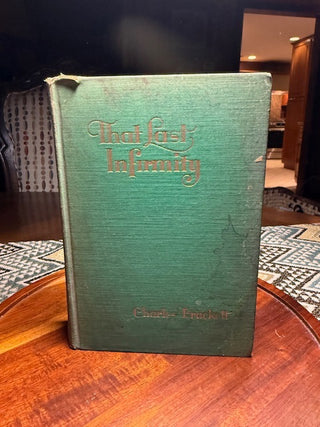 That Last
Infirmity
Charles Brackett